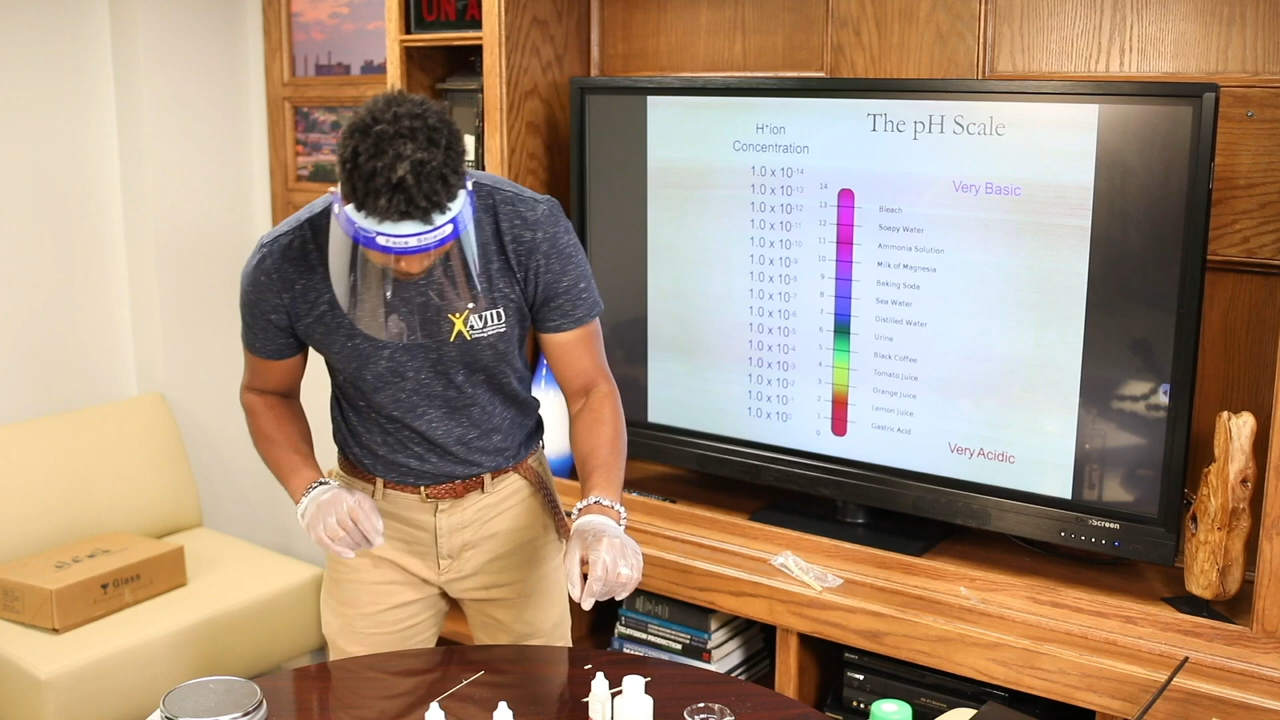 ON A
Face Shield
AVID
Glass
The pH Scale
H+ion
Concentration
1.0 x 10-14
1.0 x 10-13
1.0 x 10-12
1.0 x 10-11
1.0 x 10-10
1.0 x 10-9
1.0 x 10-8
1.0 x 10-7
1.0 x 10-6
1.0 x 10-5
1.0 x 10-4
1.0 x 10-3
1.0 x 10-2
1.0 x 10-1
1.0 x 100
14
13
12
11
10
9
8
7
6
5
4
3
2
1
0
Very Basic
Bleach
Soapy Water
Ammonia Solution
Milk of Magnesia
Baking Soda
Sea Water
Distilled Water
Urine
Black Coffee
Tomato Juice
Orange Juice
Lemon Juice
Gastric Acid
Very Acidic
Screen
TELEVISION PRODUCTION
SONY